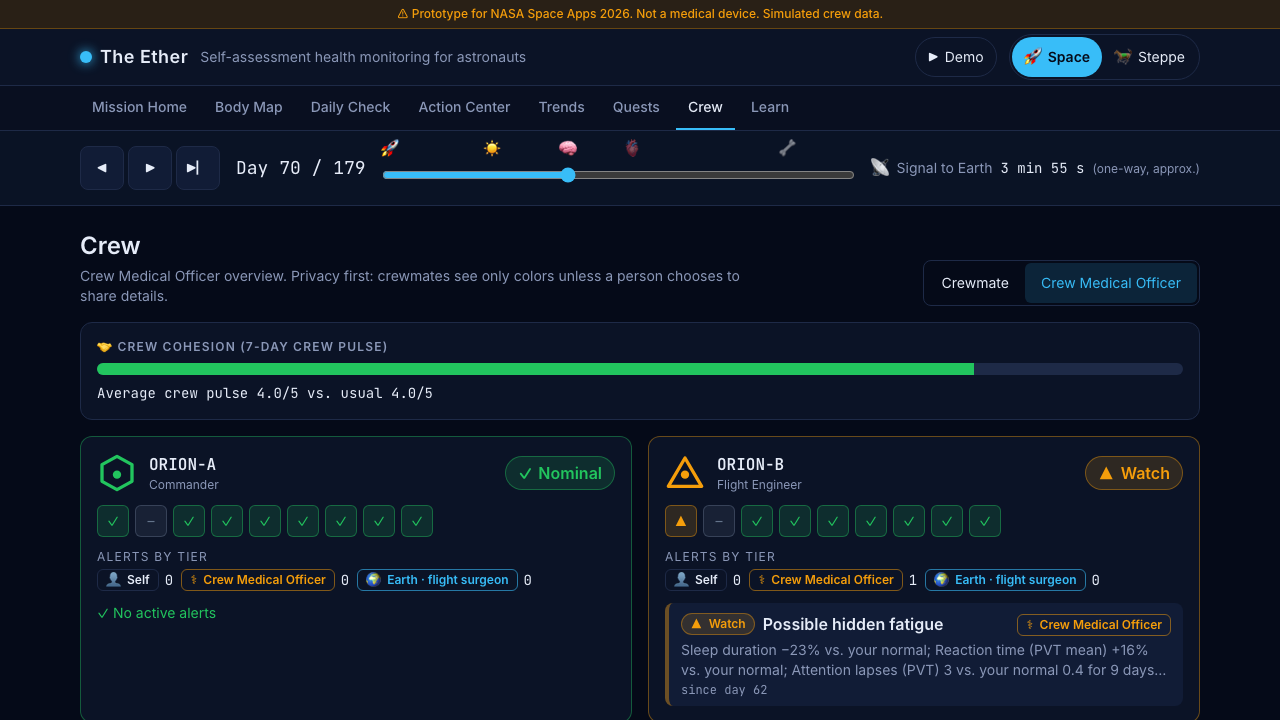 ⚠ Prototype for NASA Space Apps 2026. Not a medical device. Simulated crew data.
The Ether Self-assessment health monitoring for astronauts
▶ Demo 🚀 Space 🐎 Steppe
Mission Home Body Map Daily Check Action Center Trends Quests Crew Learn
Day 70 / 179
Signal to Earth 3 min 55 s (one-way, approx.)
Crew
Crew Medical Officer overview. Privacy first: crewmates see only colors unless a person chooses to
share details.
Crewmate Crew Medical Officer
🤝 CREW COHESION (7-DAY CREW PULSE)
Average crew pulse 4.0/5 vs. usual 4.0/5
ORION-A
Commander
✓ Nominal
✓ – ✓ ✓ ✓ ✓ ✓ ✓ ✓
ALERTS BY TIER
👤 Self 0 ⚕ Crew Medical Officer 0 🌍 Earth · flight surgeon 0
✓ No active alerts
ORION-B
Flight Engineer
▲ Watch
▲ – ✓ ✓ ✓ ✓ ✓ ✓ ✓
ALERTS BY TIER
👤 Self 0 ⚕ Crew Medical Officer 1 🌍 Earth · flight surgeon 0
▲ Watch Possible hidden fatigue ⚕ Crew Medical Officer
Sleep duration −23% vs. your normal; Reaction time (PVT mean) +16%
vs. your normal; Attention lapses (PVT) 3 vs. your normal 0.4 for 9 days…
since day 62